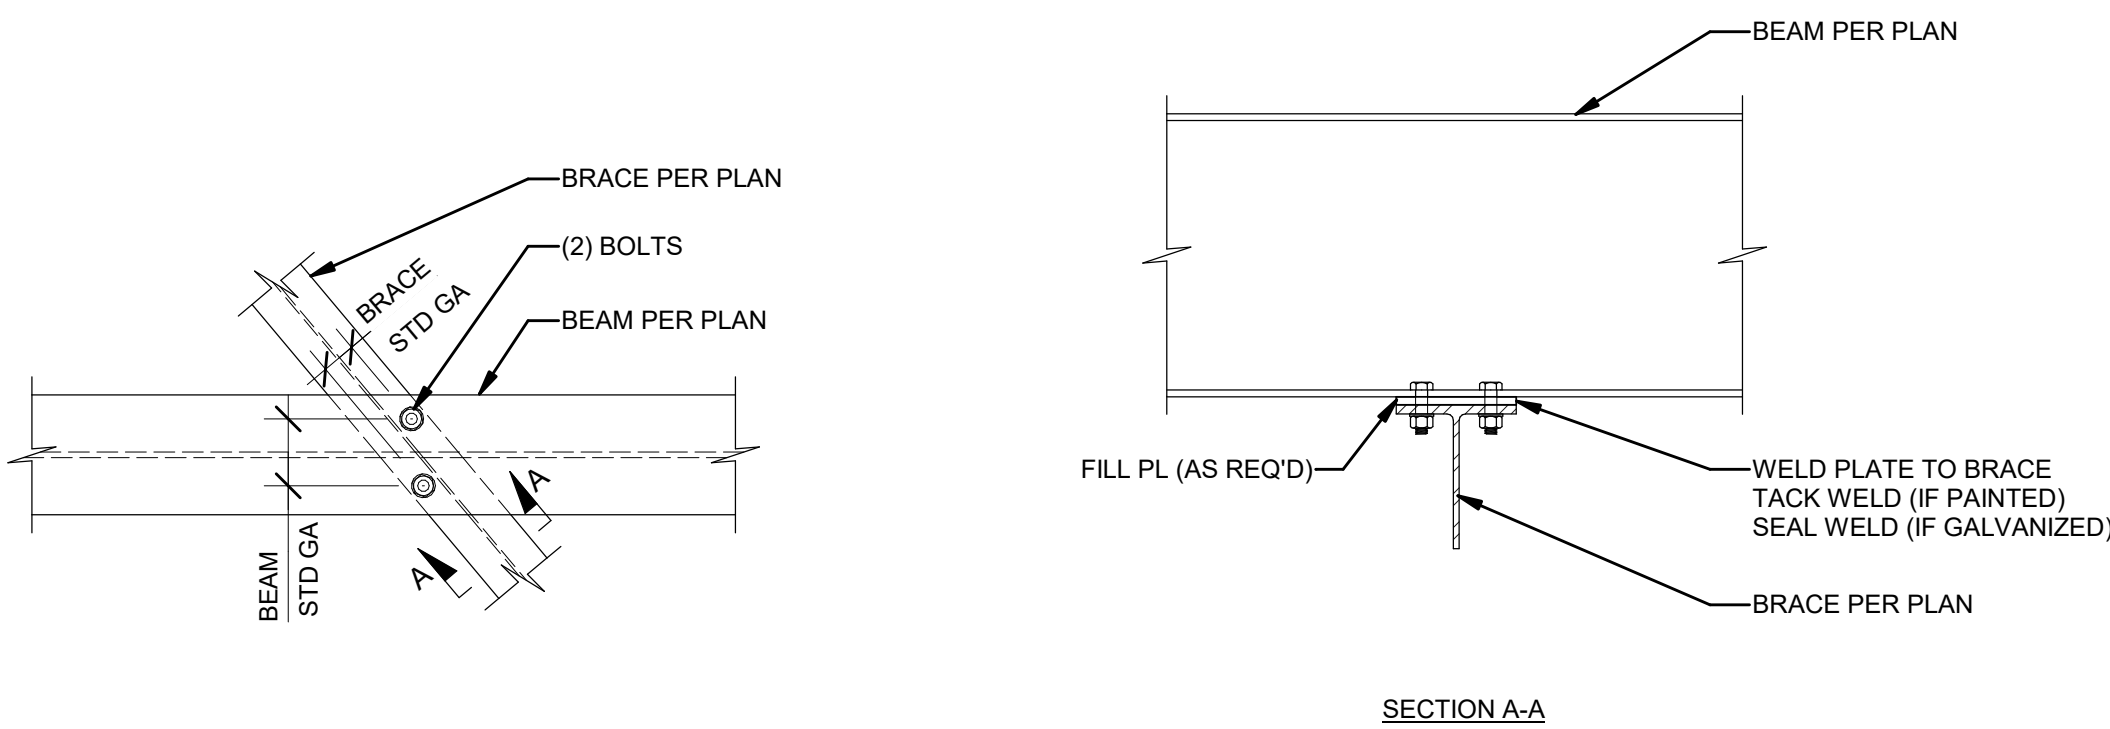 BRACE PER PLAN
(2) BOLTS
BRACE
STD GA
BEAM PER PLAN
A
A
BEAM
STD GA
BEAM PER PLAN
FILL PL (AS REQ'D)
WELD PLATE TO BRACE
TACK WELD (IF PAINTED)
SEAL WELD (IF GALVANIZED)
BRACE PER PLAN
SECTION A-A